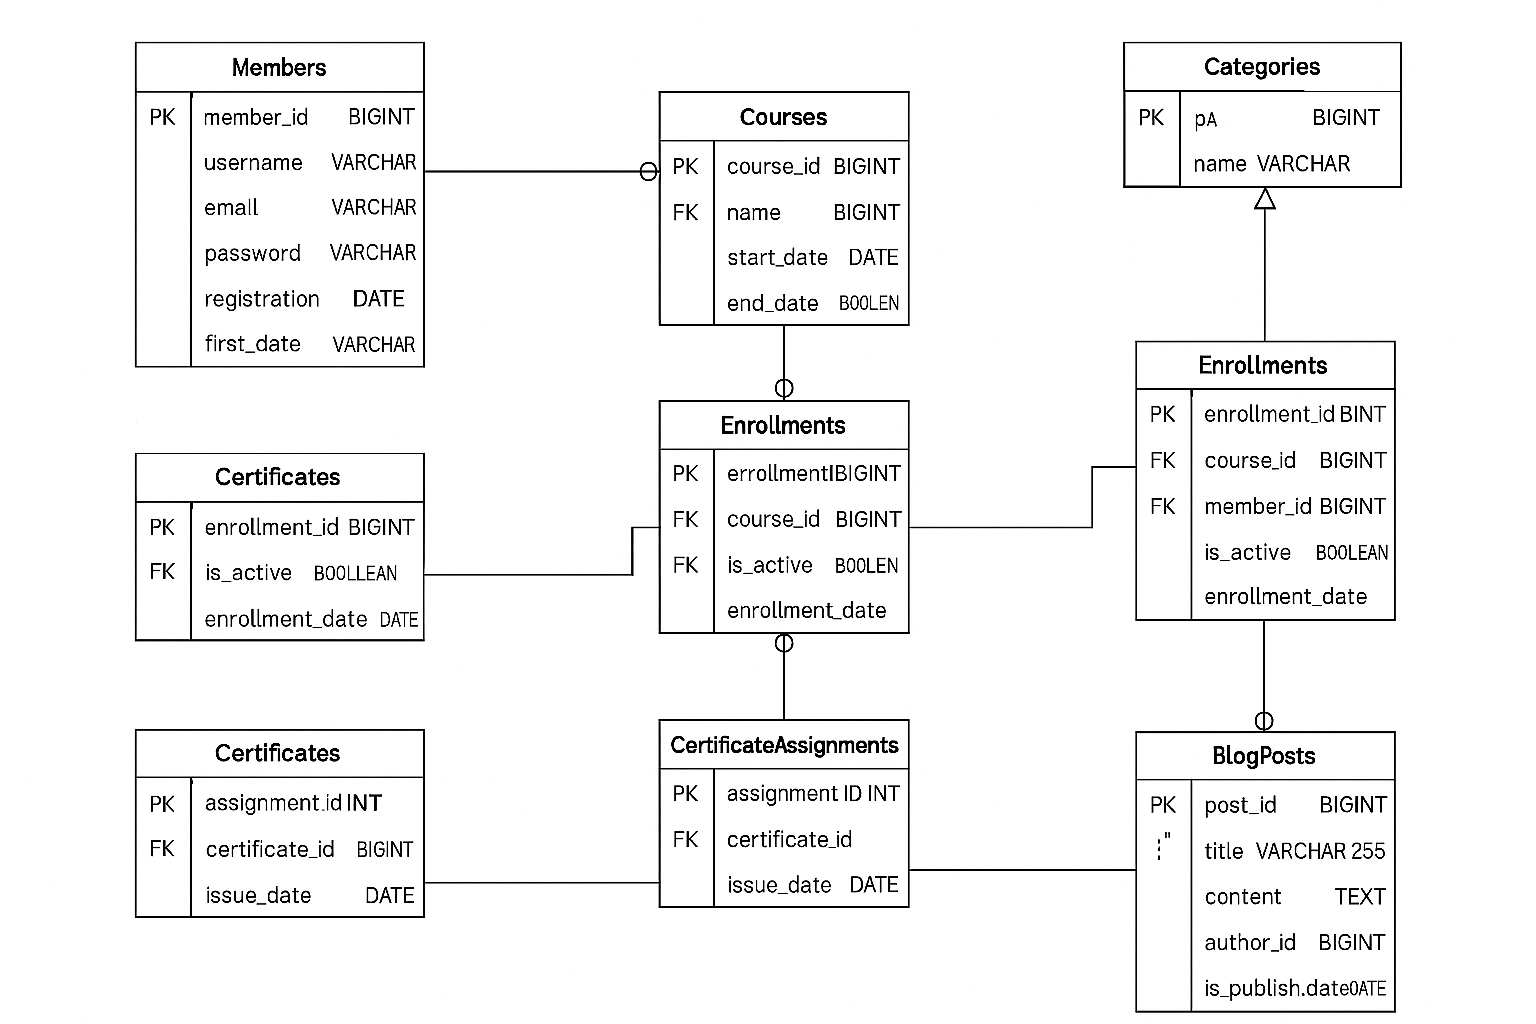 Members
PK member_id BIGINT
username VARCHAR
email VARCHAR
password VARCHAR
registration DATE
first_date VARCHAR
Courses
PK course_id BIGINT
FK name BIGINT
start_date DATE
end_date BOOLEN
Categories
PK pA BIGINT
name VARCHAR
Certificates
PK enrollment_id BIGINT
FK is_active BOOLLEAN
enrollment_date DATE
Enrollments
PK errollmentIBIGINT
FK course_id BIGINT
FK is_active BOOLEN
enrollment_date
Enrollments
PK enrollment_id BINT
FK course_id BIGINT
FK member_id BIGINT
is_active BOOLEAN
enrollment_date
Certificates
PK assignment.id INT
FK certificate_id BIGINT
issue_date DATE
CertificateAssignments
PK assignment ID INT
FK certificate_id
issue_date DATE
BlogPosts
PK post_id BIGINT
title VARCHAR 255
content TEXT
author_id BIGINT
is_publish.date0ATE